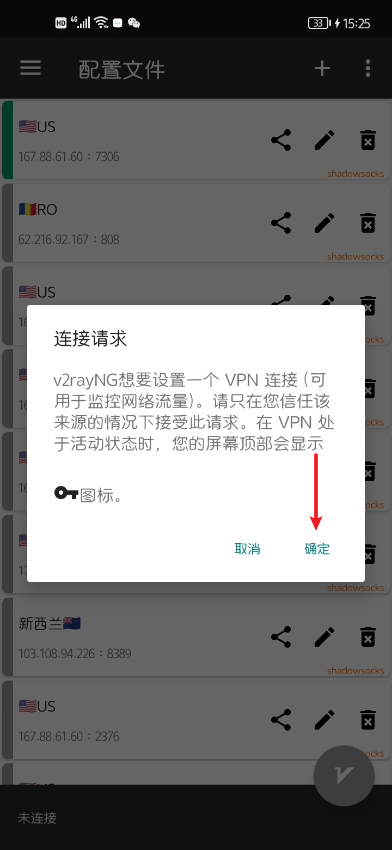 HD 4G 33 15:25
配置文件
🇺🇸US
167.88.61.60 : 7306
shadowsocks
🇷🇴RO
62.216.92.167 : 808
shadowsocks
🇺🇸US
连接请求
v2rayNG想要设置一个 VPN 连接 (可
用于监控网络流量)。请只在您信任该
来源的情况下接受此请求。在 VPN 处
于活动状态时，您的屏幕顶部会显示
图标。
取消 确定
shadowsocks
新西兰🇳🇿
103.108.94.226 : 8389
shadowsocks
🇺🇸US
167.88.61.60 : 2376
未连接